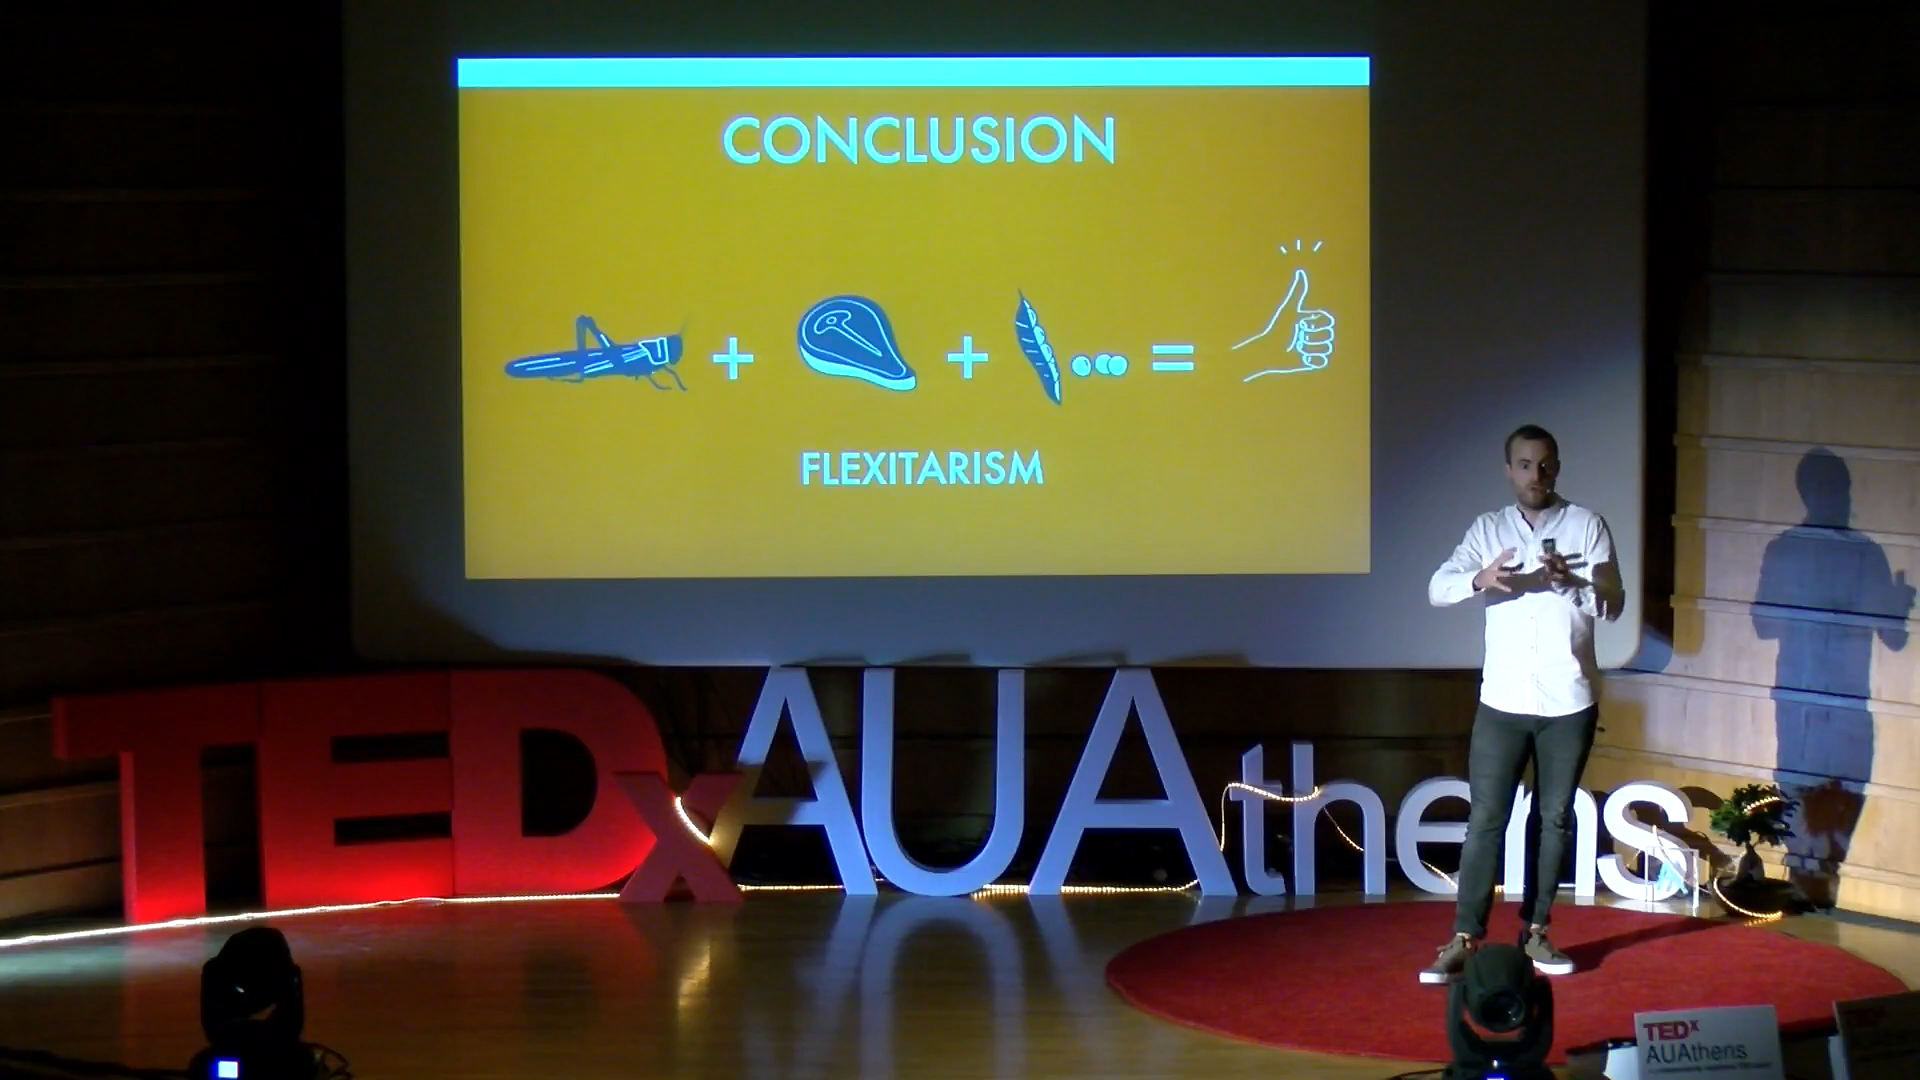 CONCLUSION
+ + =
FLEXITARISM
TEDxAUAthens
TEDx
AUAthens